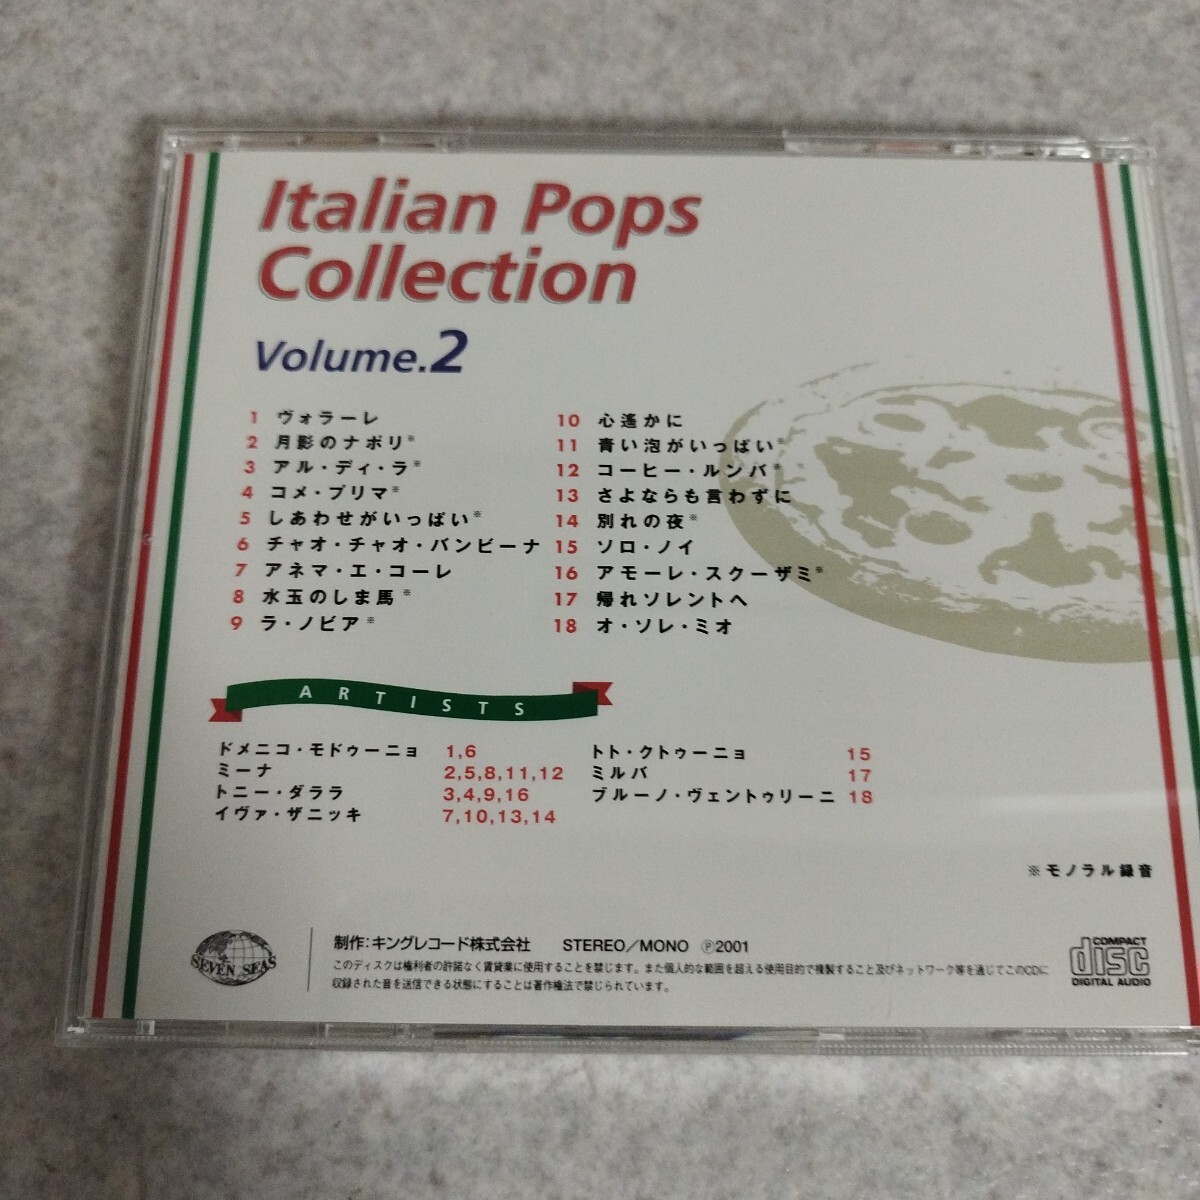 Italian Pops
Collection
Volume.2
1 ヴォラーレ
2 月影のナポリ※
3 アル・ディ・ラ※
4 コメ・プリマ※
5 しあわせがいっぱい※
6 チャオ・チャオ・バンビーナ
7 アネマ・エ・コーレ
8 水玉のしま馬※
9 ラ・ノビア※
10 心遥かに
11 青い泡がいっぱい※
12 コーヒー・ルンバ※
13 さよならも言わずに
14 別れの夜※
15 ソロ・ノイ
16 アモーレ・スクーザミ※
17 帰れソレントへ
18 オ・ソレ・ミオ
ARTISTS
ドメニコ・モドゥーニョ 1,6
ミーナ 2,5,8,11,12
トニー・ダララ 3,4,9,16
イヴァ・ザニッキ 7,10,13,14
トト・クトゥーニョ 15
ミルバ 17
ブルーノ・ヴェントゥリーニ 18
※モノラル録音
SEVEN SEAS
制作:キングレコード株式会社 STEREO/MONO Ⓟ2001
このディスクは権利者の許諾なく賃貸業に使用することを禁じます。また個人的な範囲を超える使用目的で複製すること及びネットワーク等を通じてこのCDに
収録された音を送信できる状態にすることは著作権法で禁じられています。
COMPACT
disc
DIGITAL AUDIO